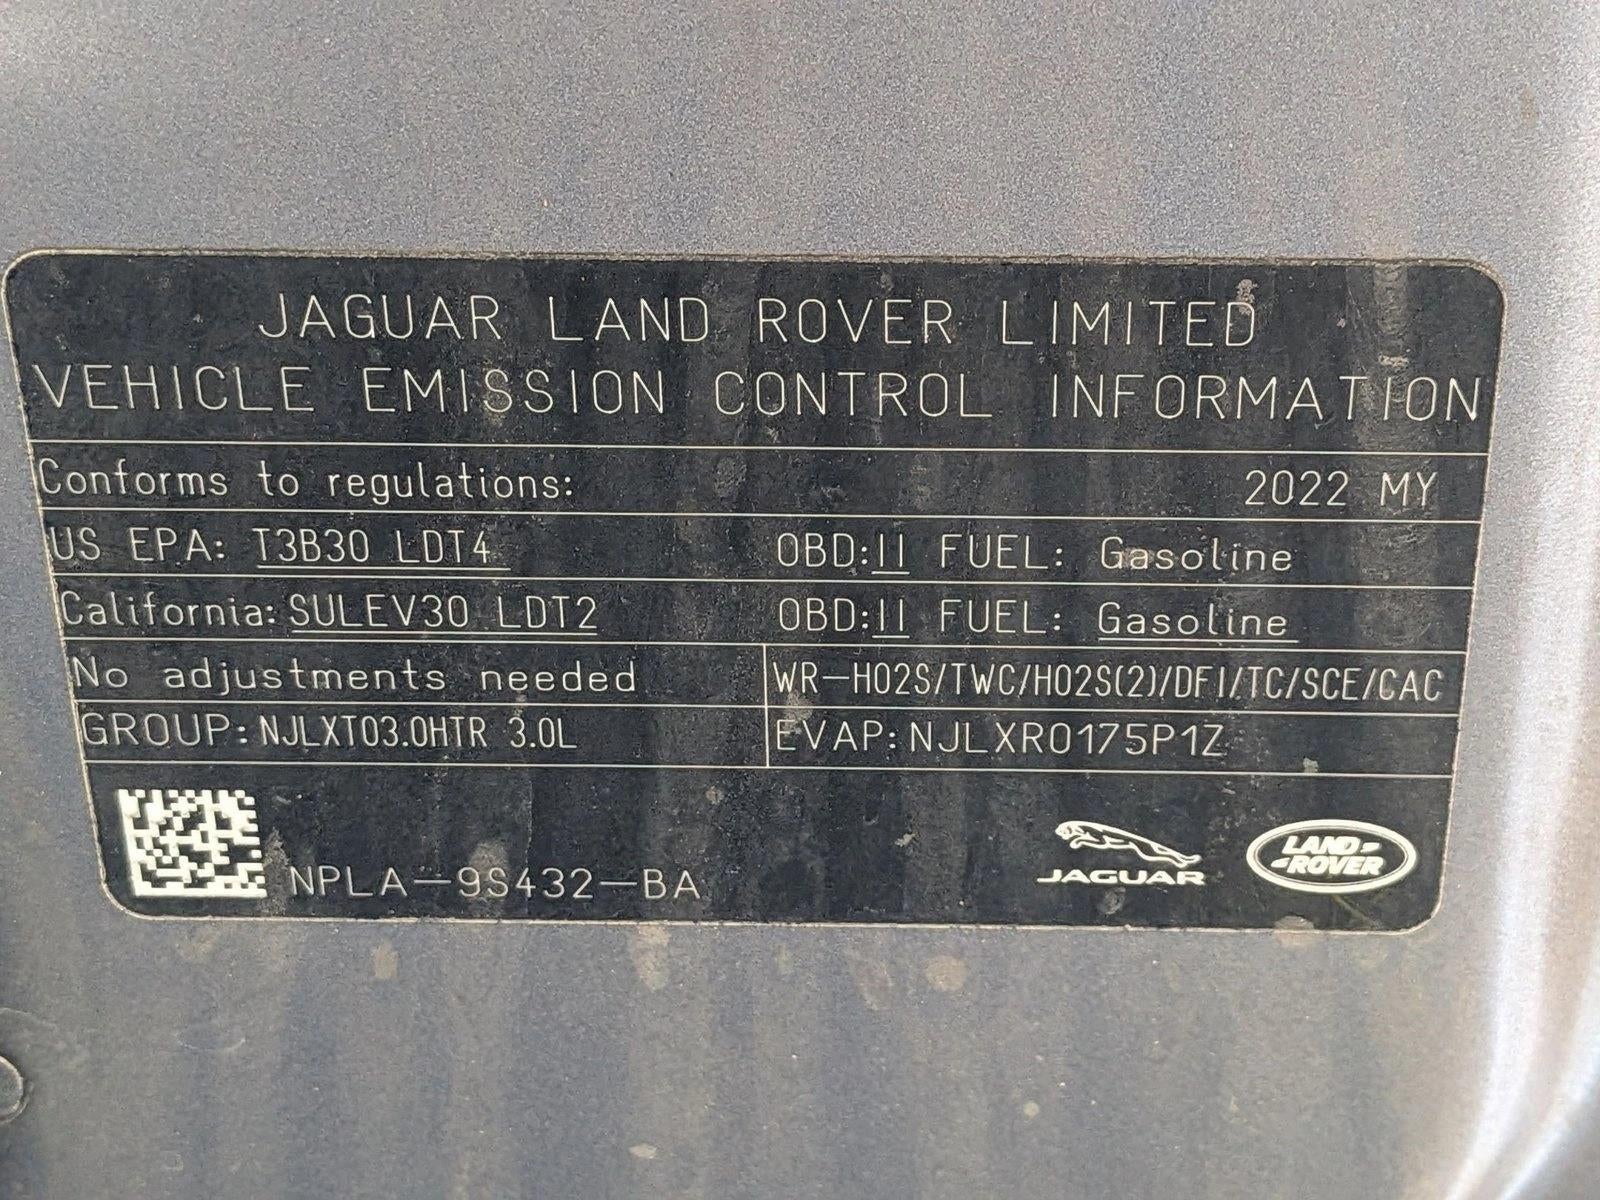 JAGUAR LAND ROVER LIMITED
VEHICLE EMISSION CONTROL INFORMATION
Conforms to regulations: 2022 MY
US EPA: T3B30 LDT4 OBD:II FUEL: Gasoline
California: SULEV30 LDT2 OBD:II FUEL: Gasoline
No adjustments needed WR-HO2S/TWC/HO2S(2)/DFI/TC/SCE/CAC
GROUP: NJLXT03.0HTR 3.0L EVAP: NJLXR0175P1Z
NPLA-9S432-BA
JAGUAR
LAND
ROVER